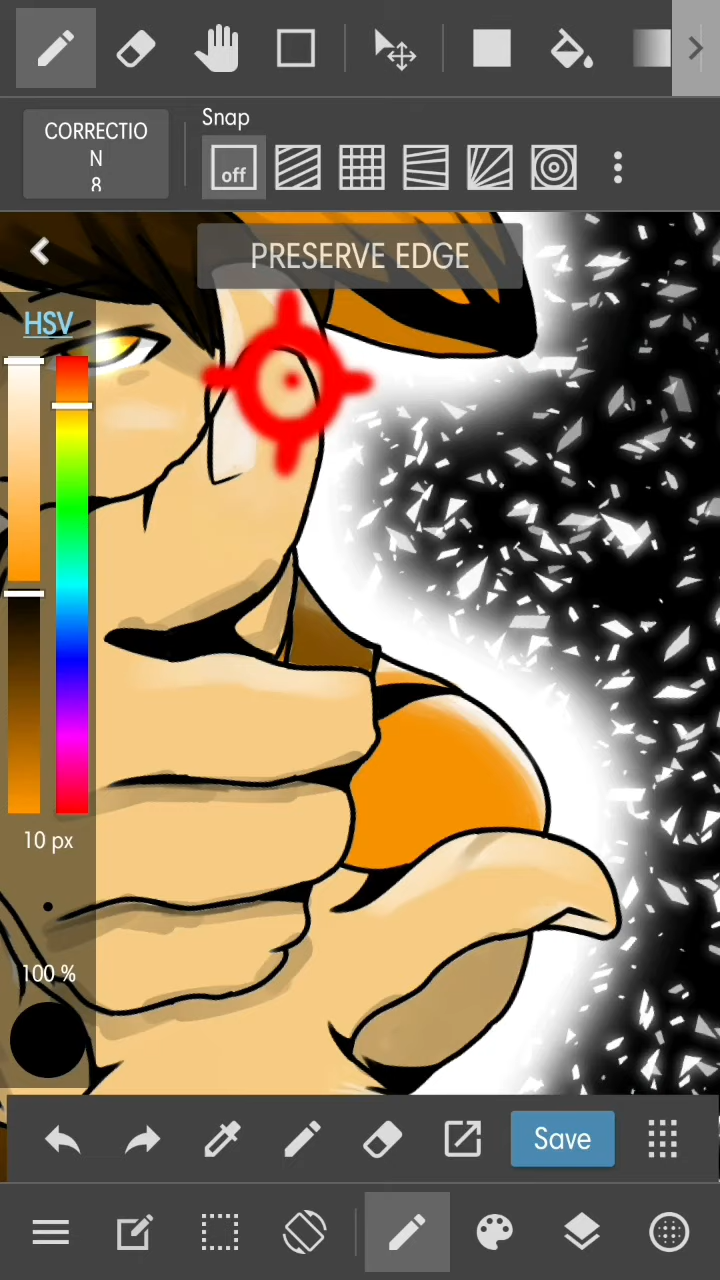 Snap
CORRECTIO
N
8
off
PRESERVE EDGE
HSV
10 px
100 %
Save